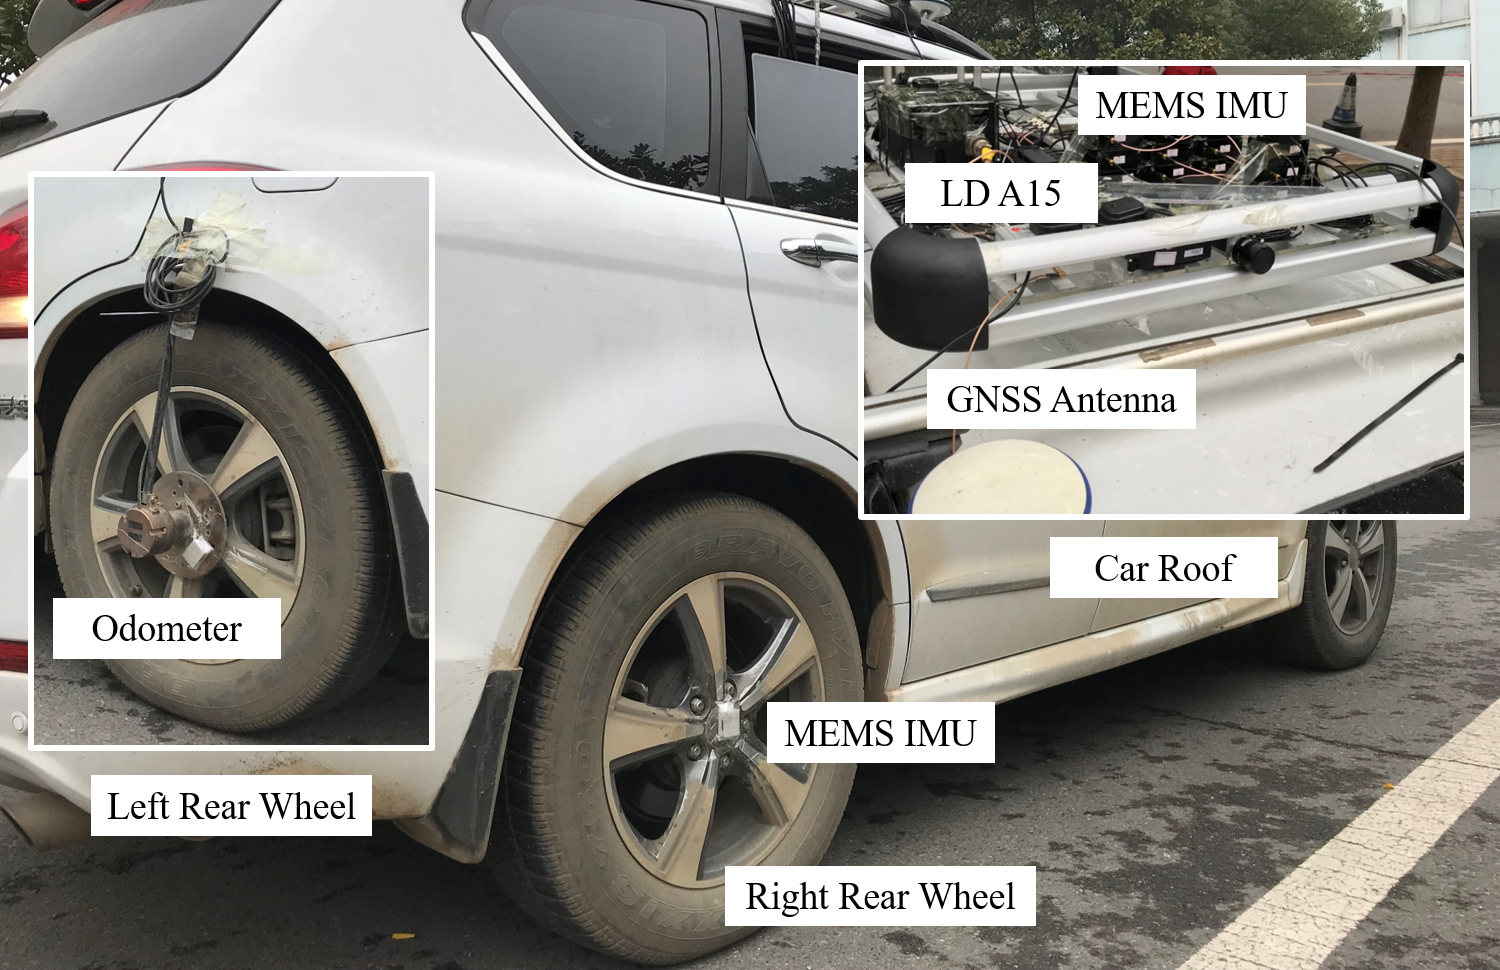 MEMS IMU
LD A15
GNSS Antenna
Car Roof
Odometer
Left Rear Wheel
MEMS IMU
Right Rear Wheel